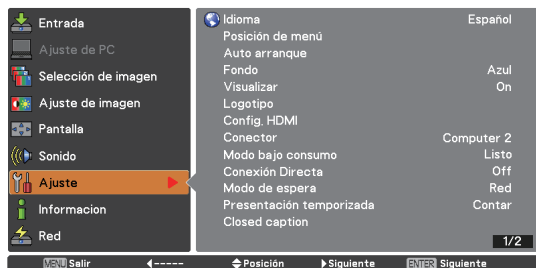 Entrada
Ajuste de PC
Selección de imagen
Ajuste de imagen
Pantalla
Sonido
Ajuste
Informacion
Red
Idioma Español
Posición de menú
Auto arranque
Fondo Azul
Visualizar On
Logotipo
Config. HDMI
Conector Computer 2
Modo bajo consumo Listo
Conexión Directa Off
Modo de espera Red
Presentación temporizada Contar
Closed caption
1/2
MENU Salir ◀----- Posición ▶Siguiente ENTER Siguiente